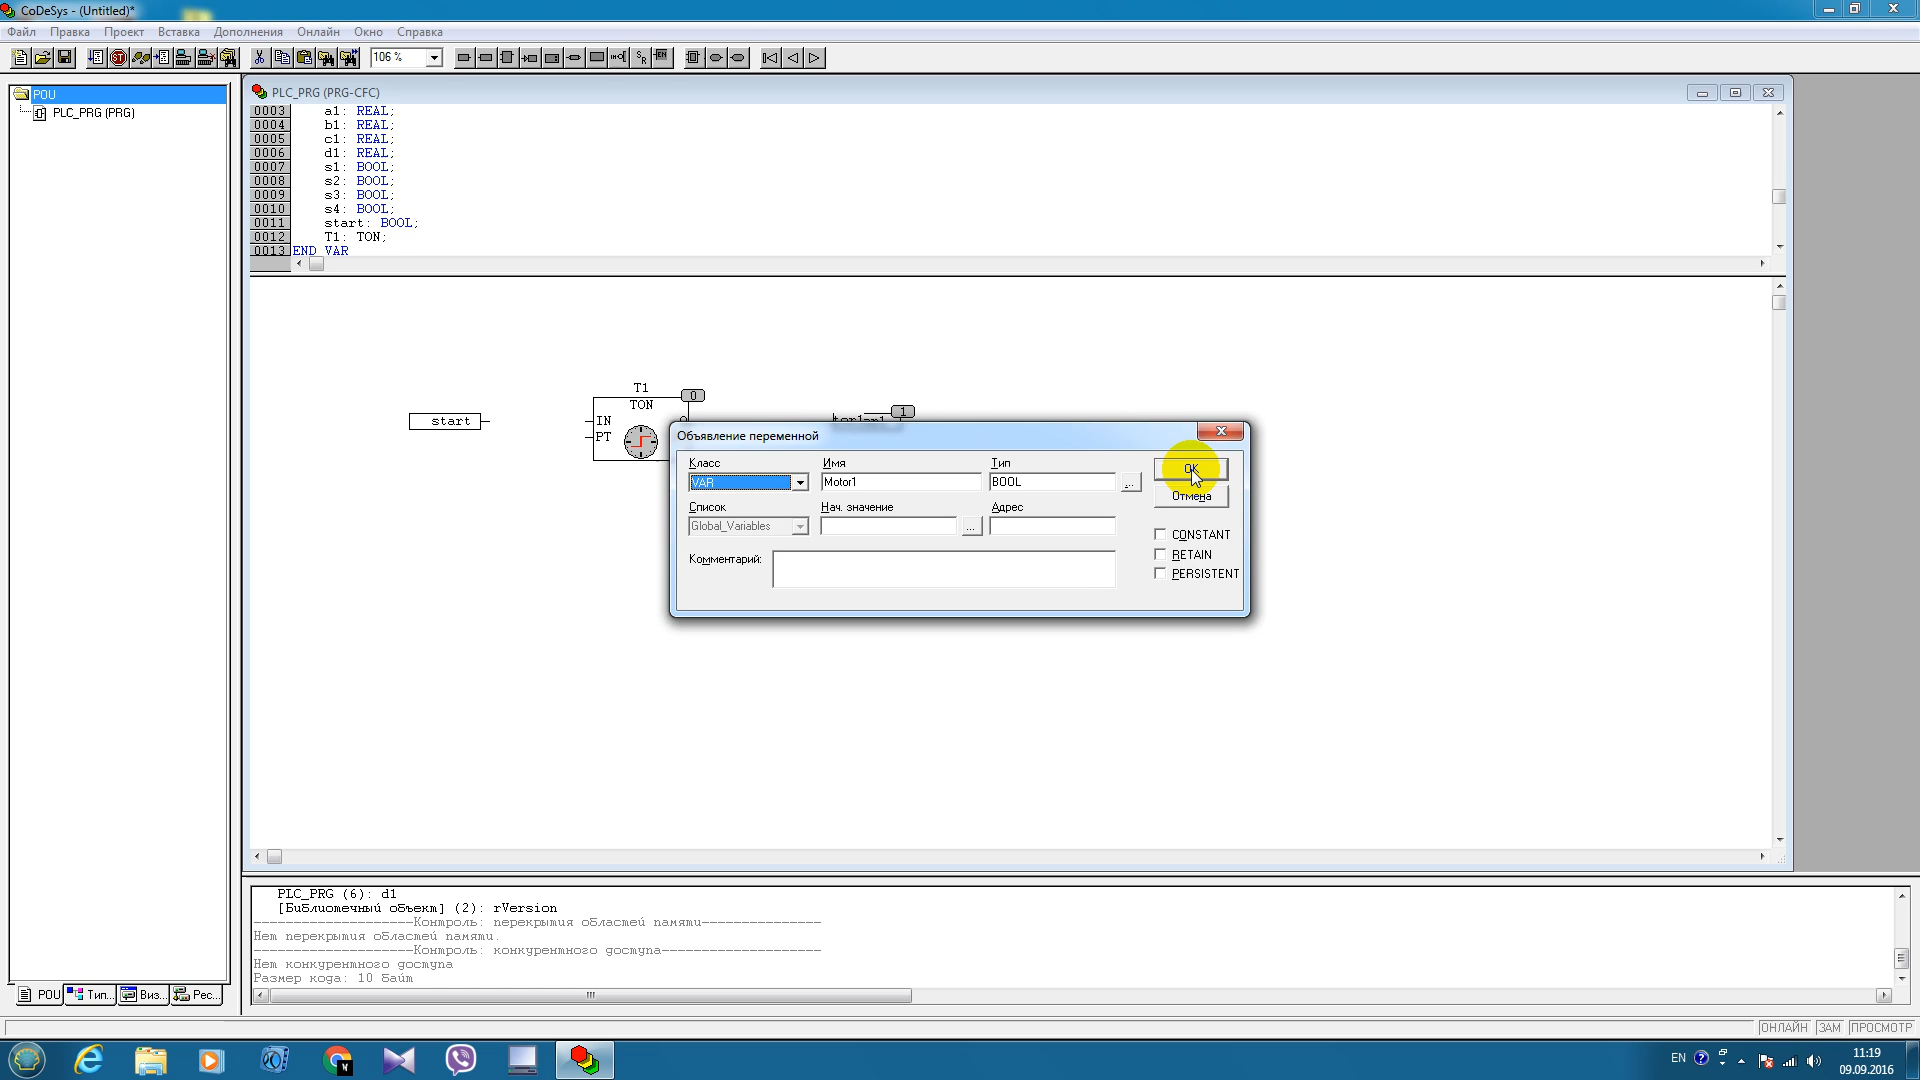 CoDeSys - (Untitled)*
Файл Правка Проект Вставка Дополнения Онлайн Окно Справка
106 %
POU
PLC_PRG (PRG)
PLC_PRG (PRG-CFC)
0003 a1: REAL;
0004 b1: REAL;
0005 c1: REAL;
0006 d1: REAL;
0007 s1: BOOL;
0008 s2: BOOL;
0009 s3: BOOL;
0010 s4: BOOL;
0011 start: BOOL;
0012 T1: TON;
0013 END_VAR
T1
0
TON
1
start
IN
PT
Объявление переменной
Класс Имя Тип
VAR Motor1 BOOL ... OK
Отмена
Список Нач. значение Адрес
Global_Variables ...
CONSTANT
Комментарий:
RETAIN
PERSISTENT
PLC_PRG (6): d1
[Библиотечный объект] (2): rVersion
Контроль: перекрытия областей памяти
Нет перекрытия областей памяти.
Контроль: конкурентного доступа
Нет конкурентного доступа
Размер кода: 10 байт
POU Тип... Виз... Рес...
ОНЛАЙН ЗАМ ПРОСМОТР
EN
11:19
09.09.2016